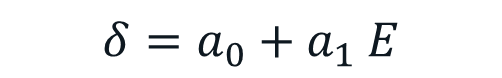 δ = a₀ + a₁ E